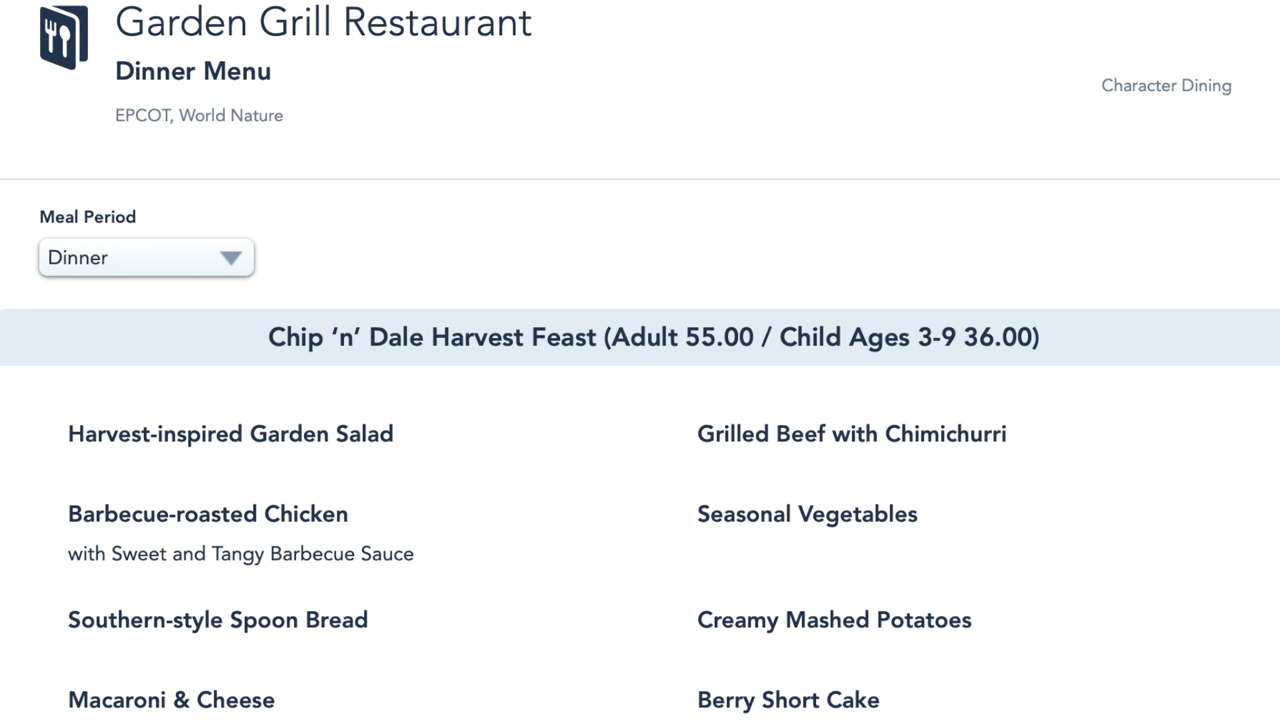 Garden Grill Restaurant
Dinner Menu
EPCOT, World Nature
Character Dining
Meal Period
Dinner
Chip ‘n’ Dale Harvest Feast (Adult 55.00 / Child Ages 3-9 36.00)
Harvest-inspired Garden Salad
Grilled Beef with Chimichurri
Barbecue-roasted Chicken
with Sweet and Tangy Barbecue Sauce
Seasonal Vegetables
Southern-style Spoon Bread
Creamy Mashed Potatoes
Macaroni & Cheese
Berry Short Cake